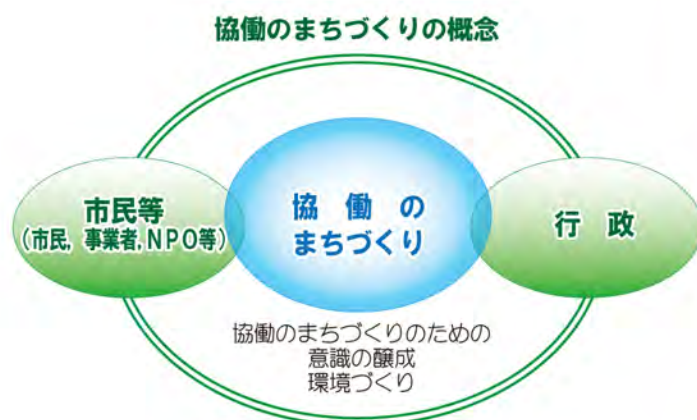 協働のまちづくりの概念
市民等
(市民, 事業者, NPO等)
協働の
まちづくり
行政
協働のまちづくりのための
意識の醸成
環境づくり